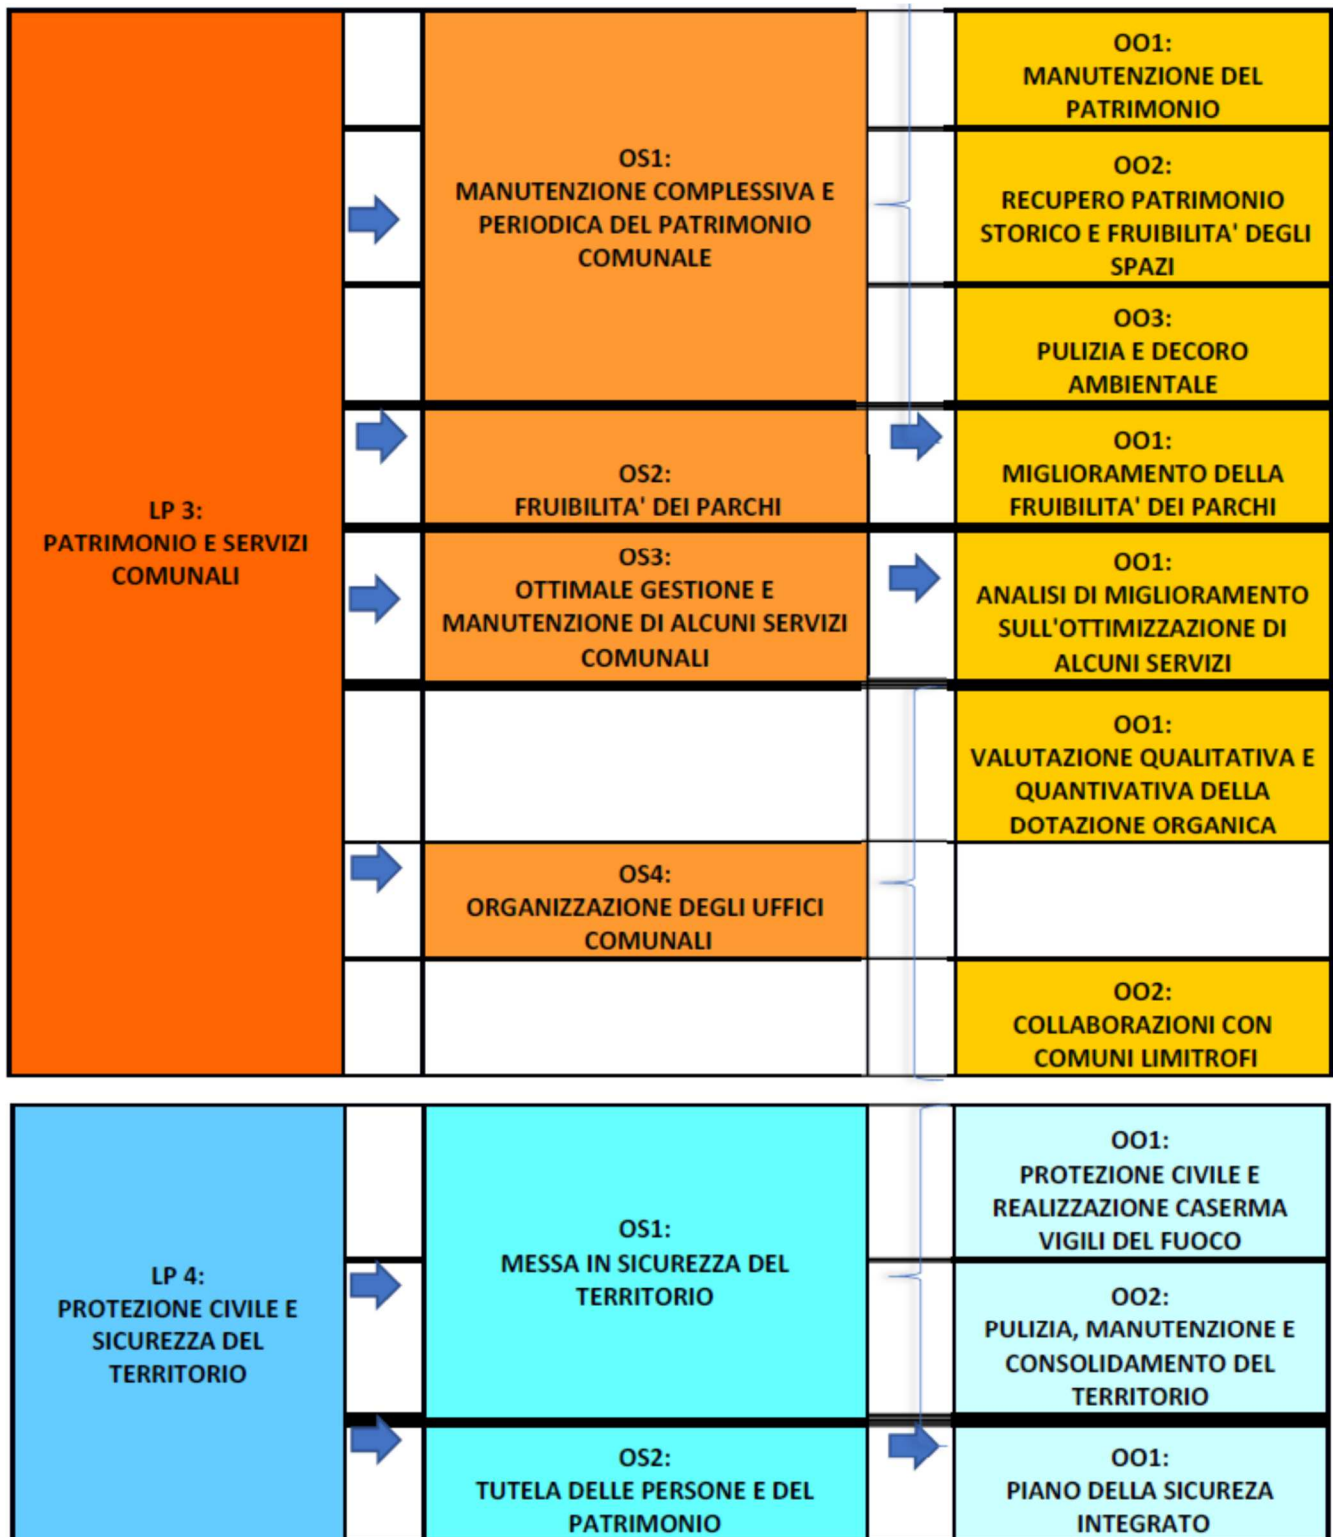 LP 3:
PATRIMONIO E SERVIZI
COMUNALI
OS1:
MANUTENZIONE COMPLESSIVA E
PERIODICA DEL PATRIMONIO
COMUNALE
OO1:
MANUTENZIONE DEL
PATRIMONIO
OO2:
RECUPERO PATRIMONIO
STORICO E FRUIBILITA' DEGLI
SPAZI
OO3:
PULIZIA E DECORO
AMBIENTALE
OS2:
FRUIBILITA' DEI PARCHI
OO1:
MIGLIORAMENTO DELLA
FRUIBILITA' DEI PARCHI
OS3:
OTTIMALE GESTIONE E
MANUTENZIONE DI ALCUNI SERVIZI
COMUNALI
OO1:
ANALISI DI MIGLIORAMENTO
SULL'OTTIMIZZAZIONE DI
ALCUNI SERVIZI
OS4:
ORGANIZZAZIONE DEGLI UFFICI
COMUNALI
OO1:
VALUTAZIONE QUALITATIVA E
QUANTIVATIVA DELLA
DOTAZIONE ORGANICA
OO2:
COLLABORAZIONI CON
COMUNI LIMITROFI
LP 4:
PROTEZIONE CIVILE E
SICUREZZA DEL
TERRITORIO
OS1:
MESSA IN SICUREZZA DEL
TERRITORIO
OO1:
PROTEZIONE CIVILE E
REALIZZAZIONE CASERMA
VIGILI DEL FUOCO
OO2:
PULIZIA, MANUTENZIONE E
CONSOLIDAMENTO DEL
TERRITORIO
OS2:
TUTELA DELLE PERSONE E DEL
PATRIMONIO
OO1:
PIANO DELLA SICUREZA
INTEGRATO